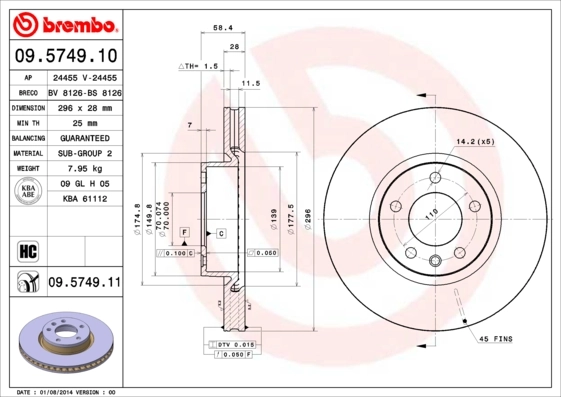 brembo
09.5749.10
AP 24455 V-24455
BRECO BV 8126-BS 8126
DIMENSION 296 x 28 mm
MIN TH 25 mm
BALANCING GUARANTEED
MATERIAL SUB-GROUP 2
WEIGHT 7.95 kg
KBA ABE 09 GL H 05
KBA 61112
HC
09.5749.11
DATE : 01/08/2014 VERSION : 00
58.4
28
△TH= 1.5
11.5
7
Ø174.8
Ø149.8
70.074
Ø70.000
F
C
0.100 C
0.050
Ø139
Ø177.5
Ø296
DTV 0.015
0.050 F
14.2 (x5)
110
45 FINS